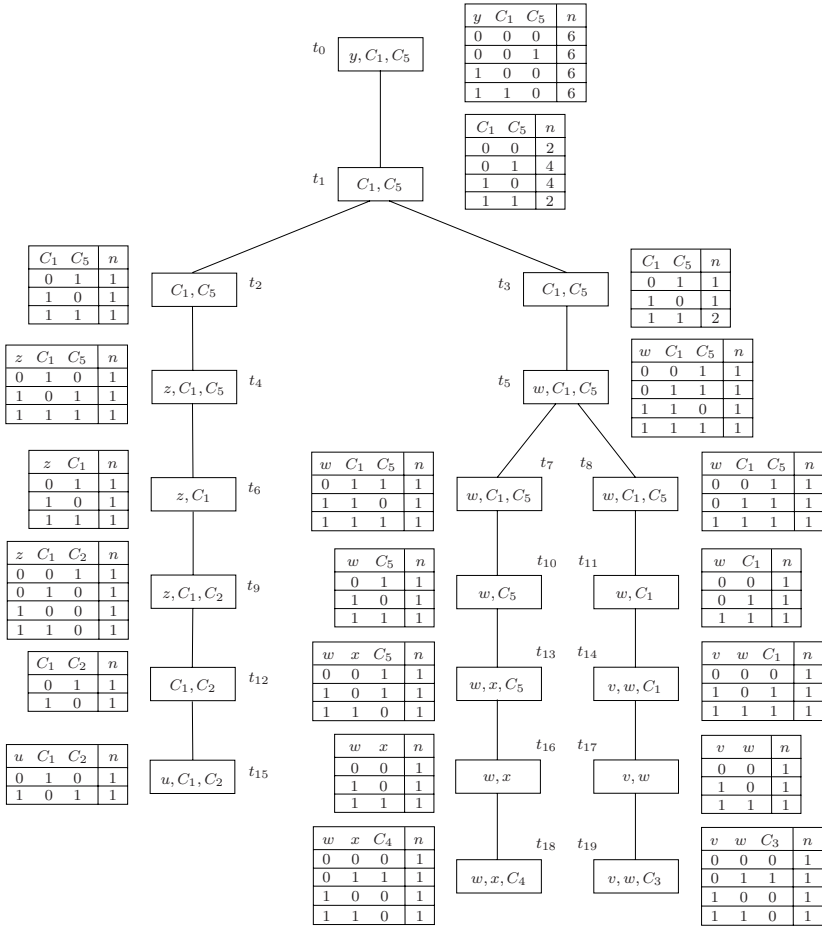 y C₁ C₅ n
0 0 0 6
0 0 1 6
1 0 0 6
1 1 0 6
t₀
y, C₁, C₅
C₁ C₅ n
0 0 2
0 1 4
1 0 4
1 1 2
t₁
C₁, C₅
C₁ C₅ n
0 1 1
1 0 1
1 1 1
C₁, C₅
t₂
t₃
C₁, C₅
C₁ C₅ n
0 1 1
1 0 1
1 1 2
z C₁ C₅ n
0 1 0 1
1 0 1 1
1 1 1 1
z, C₁, C₅
t₄
t₅
w, C₁, C₅
w C₁ C₅ n
0 0 1 1
0 1 1 1
1 1 0 1
1 1 1 1
z C₁ n
0 1 1
1 0 1
1 1 1
z, C₁
t₆
w C₁ C₅ n
0 1 1 1
1 1 0 1
1 1 1 1
t₇
w, C₁, C₅
t₈
w, C₁, C₅
w C₁ C₅ n
0 0 1 1
0 1 1 1
1 1 1 1
z C₁ C₂ n
0 0 1 1
0 1 0 1
1 0 0 1
1 1 0 1
z, C₁, C₂
t₉
w C₅ n
0 1 1
1 0 1
1 1 1
t₁₀
w, C₅
t₁₁
w, C₁
w C₁ n
0 0 1
0 1 1
1 1 1
C₁ C₂ n
0 1 1
1 0 1
C₁, C₂
t₁₂
w x C₅ n
0 0 1 1
1 0 1 1
1 1 0 1
t₁₃
w, x, C₅
t₁₄
v, w, C₁
v w C₁ n
0 0 0 1
1 0 1 1
1 1 1 1
u C₁ C₂ n
0 1 0 1
1 0 1 1
u, C₁, C₂
t₁₅
w x n
0 0 1
1 0 1
1 1 1
t₁₆
w, x
t₁₇
v, w
v w n
0 0 1
1 0 1
1 1 1
w x C₄ n
0 0 0 1
0 1 1 1
1 0 0 1
1 1 0 1
t₁₈
w, x, C₄
t₁₉
v, w, C₃
v w C₃ n
0 0 0 1
0 1 1 1
1 0 0 1
1 1 0 1